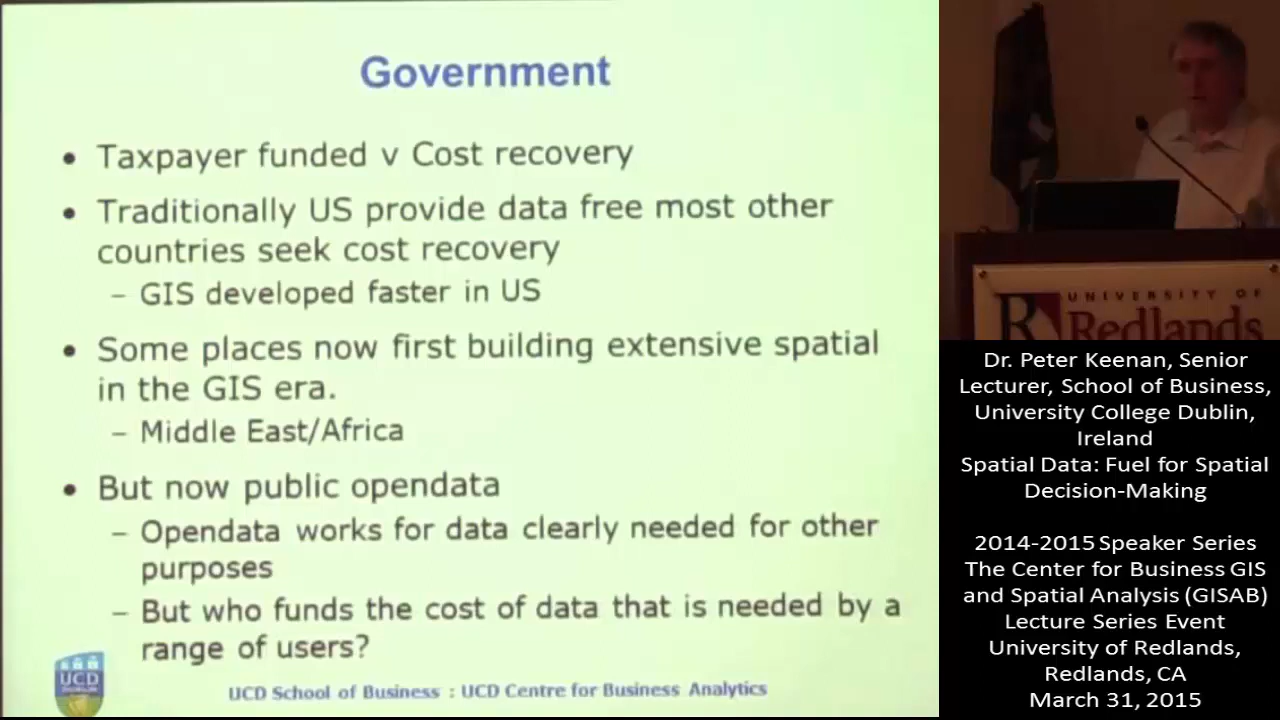 Government
• Taxpayer funded v Cost recovery
• Traditionally US provide data free most other
countries seek cost recovery
– GIS developed faster in US
• Some places now first building extensive spatial
in the GIS era.
– Middle East/Africa
• But now public opendata
– Opendata works for data clearly needed for other
purposes
– But who funds the cost of data that is needed by a
range of users?
UCD
DUBLIN
UCD School of Business : UCD Centre for Business Analytics
UNIVERSITY OF
R Redlands
Dr. Peter Keenan, Senior
Lecturer, School of Business,
University College Dublin,
Ireland
Spatial Data: Fuel for Spatial
Decision-Making
2014-2015 Speaker Series
The Center for Business GIS
and Spatial Analysis (GISAB)
Lecture Series Event
University of Redlands,
Redlands, CA
March 31, 2015